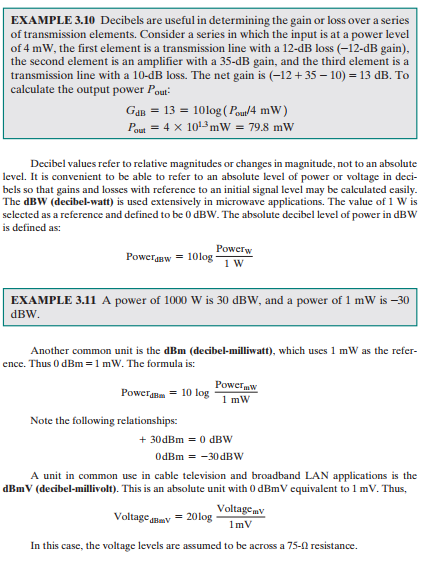 EXAMPLE 3.10 Decibels are useful in determining the gain or loss over a series
of transmission elements. Consider a series in which the input is at a power level
of 4 mW, the first element is a transmission line with a 12-dB loss (−12-dB gain),
the second element is an amplifier with a 35-dB gain, and the third element is a
transmission line with a 10-dB loss. The net gain is (−12 + 35 − 10) = 13 dB. To
calculate the output power Pout:
GdB = 13 = 10log(Pout/4 mW)
Pout = 4 × 10^1.3 mW = 79.8 mW
Decibel values refer to relative magnitudes or changes in magnitude, not to an absolute
level. It is convenient to be able to refer to an absolute level of power or voltage in deci-
bels so that gains and losses with reference to an initial signal level may be calculated easily.
The dBW (decibel-watt) is used extensively in microwave applications. The value of 1 W is
selected as a reference and defined to be 0 dBW. The absolute decibel level of power in dBW
is defined as:
PowerdBW = 10log PowerW / 1 W
EXAMPLE 3.11 A power of 1000 W is 30 dBW, and a power of 1 mW is −30
dBW.
Another common unit is the dBm (decibel-milliwatt), which uses 1 mW as the refer-
ence. Thus 0 dBm = 1 mW. The formula is:
PowerdBm = 10 log PowermW / 1 mW
Note the following relationships:
+ 30dBm = 0 dBW
0dBm = −30dBW
A unit in common use in cable television and broadband LAN applications is the
dBmV (decibel-millivolt). This is an absolute unit with 0 dBmV equivalent to 1 mV. Thus,
VoltagedBmV = 20log VoltagemV / 1mV
In this case, the voltage levels are assumed to be across a 75-Ω resistance.